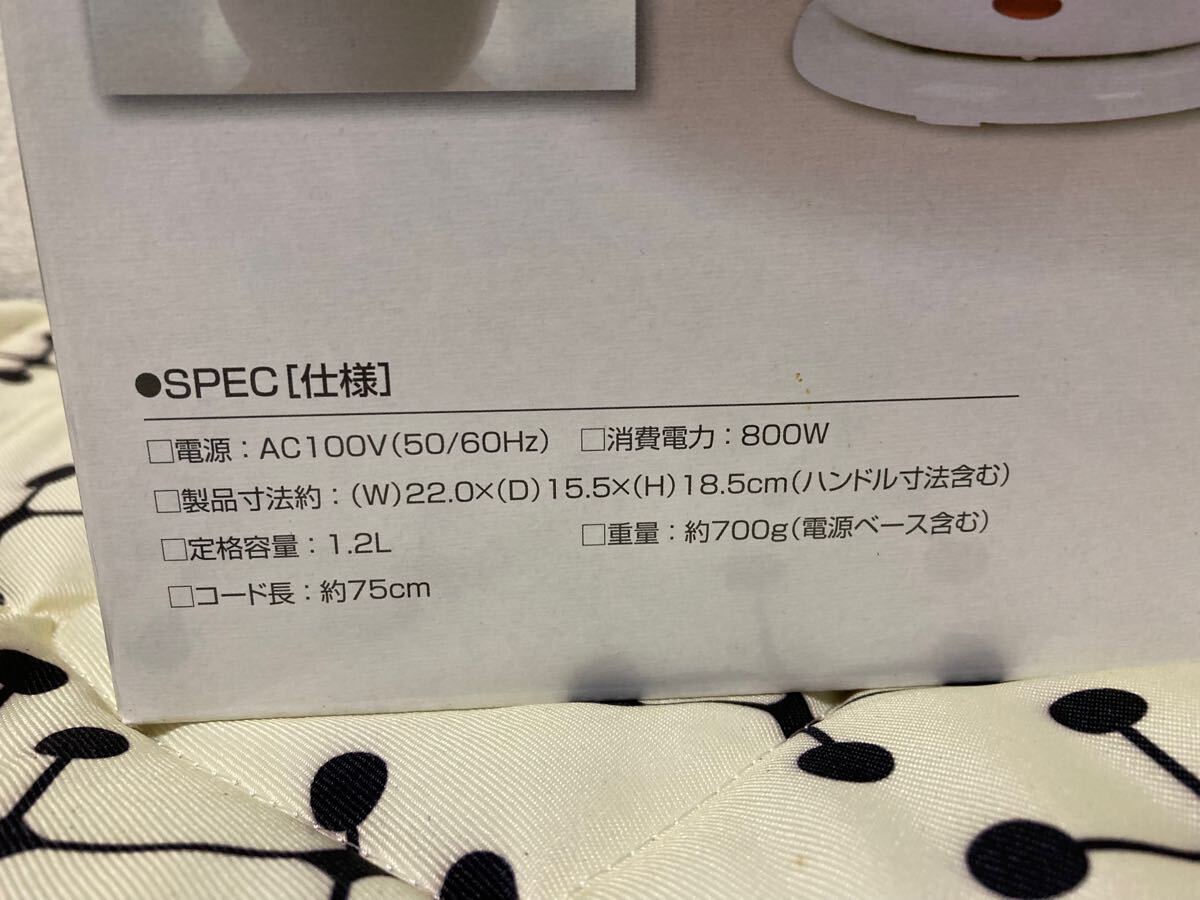 ●SPEC[仕様]
□電源：AC100V(50/60Hz) □消費電力：800W
□製品寸法約：(W)22.0×(D)15.5×(H)18.5cm(ハンドル寸法含む)
□定格容量：1.2L □重量：約700g(電源ベース含む)
□コード長：約75cm